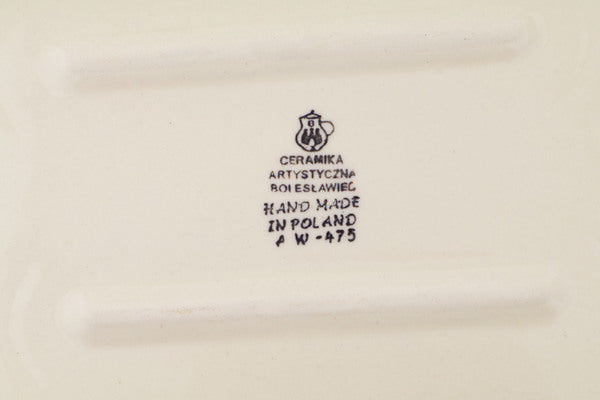 CERAMIKA
ARTYSTYCZNA
BOLESŁAWIEC
HAND MADE
IN POLAND
A W-475